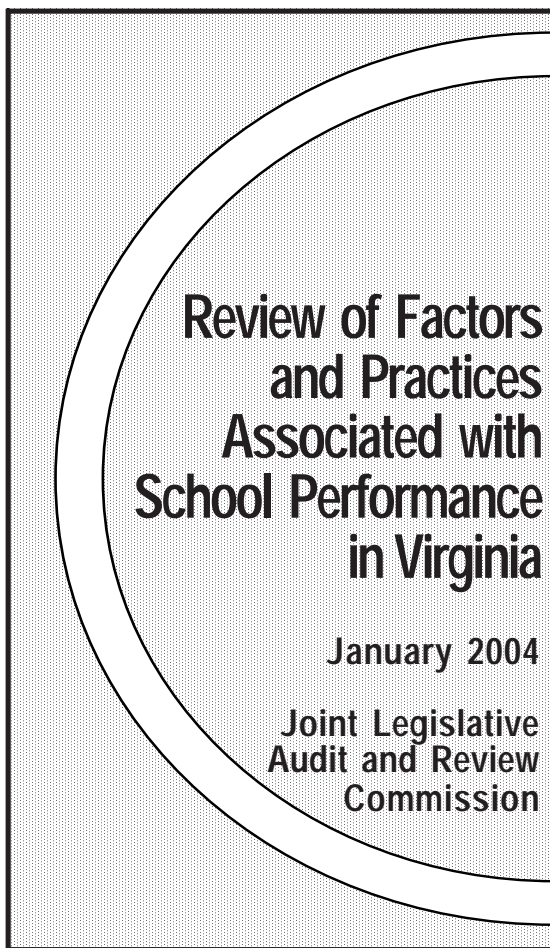 Review of Factors
and Practices
Associated with
School Performance
in Virginia
January 2004
Joint Legislative
Audit and Review
Commission